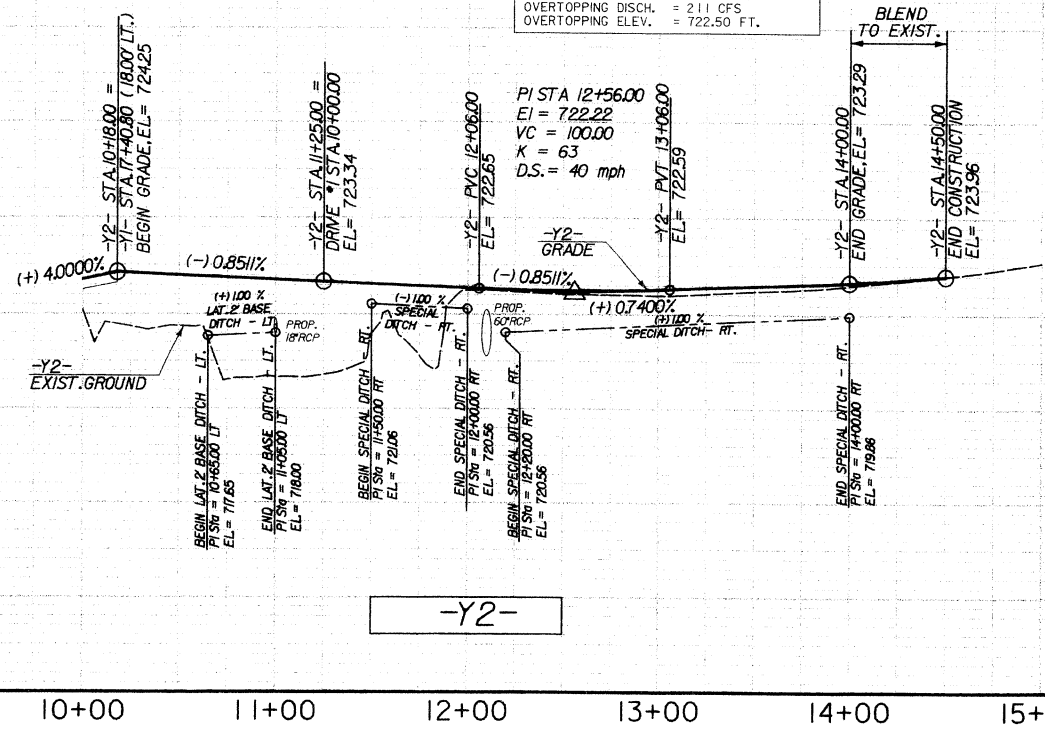 OVERTOPPING DISCH. = 211 CFS
OVERTOPPING ELEV. = 722.50 FT.
BLEND
TO EXIST.
-Y2- STA.10+18.00 =
-Y1- STA.17+40.80 (18.00' LT.)
BEGIN GRADE,EL= 724.25
-Y2- STA.11+25.00 =
DRIVE #1 STA.10+00.00
EL= 723.34
-Y2- PVC 12+06.00
EL= 722.65
PI STA 12+56.00
El = 722.22
VC = 100.00
K = 63
D.S.= 40 mph
-Y2- PVT 13+06.00
EL= 722.59
-Y2- STA.14+00.00
END GRADE,EL= 723.29
-Y2- STA.14+50.00
END CONSTRUCTION
EL= 723.96
(+) 4.0000%
(-) 0.8511%
(-) 0.8511%
-Y2-
GRADE
(+) 0.7400%
(+) 1.00 %
LAT. 2' BASE
DITCH - LT.
PROP.
18"RCP
(-) 1.00 %
SPECIAL
DITCH - RT.
PROP.
60"RCP
(+) 1.00 %
SPECIAL DITCH- RT.
-Y2-
EXIST.GROUND
BEGIN LAT.2' BASE DITCH - LT.
PI Sta = 10+65.00 LT
EL= 717.65
END LAT.2' BASE DITCH - LT.
PI Sta = 11+05.00 LT
EL= 718.00
BEGIN SPECIAL DITCH - RT.
PI Sta = 11+50.00 RT
EL= 721.06
END SPECIAL DITCH - RT.
PI Sta = 12+00.00 RT
EL= 720.56
BEGIN SPECIAL DITCH - RT.
PI Sta = 12+20.00 RT
EL= 720.56
END SPECIAL DITCH - RT.
PI Sta = 14+00.00 RT
EL= 719.86
-Y2-
10+00 11+00 12+00 13+00 14+00 15+